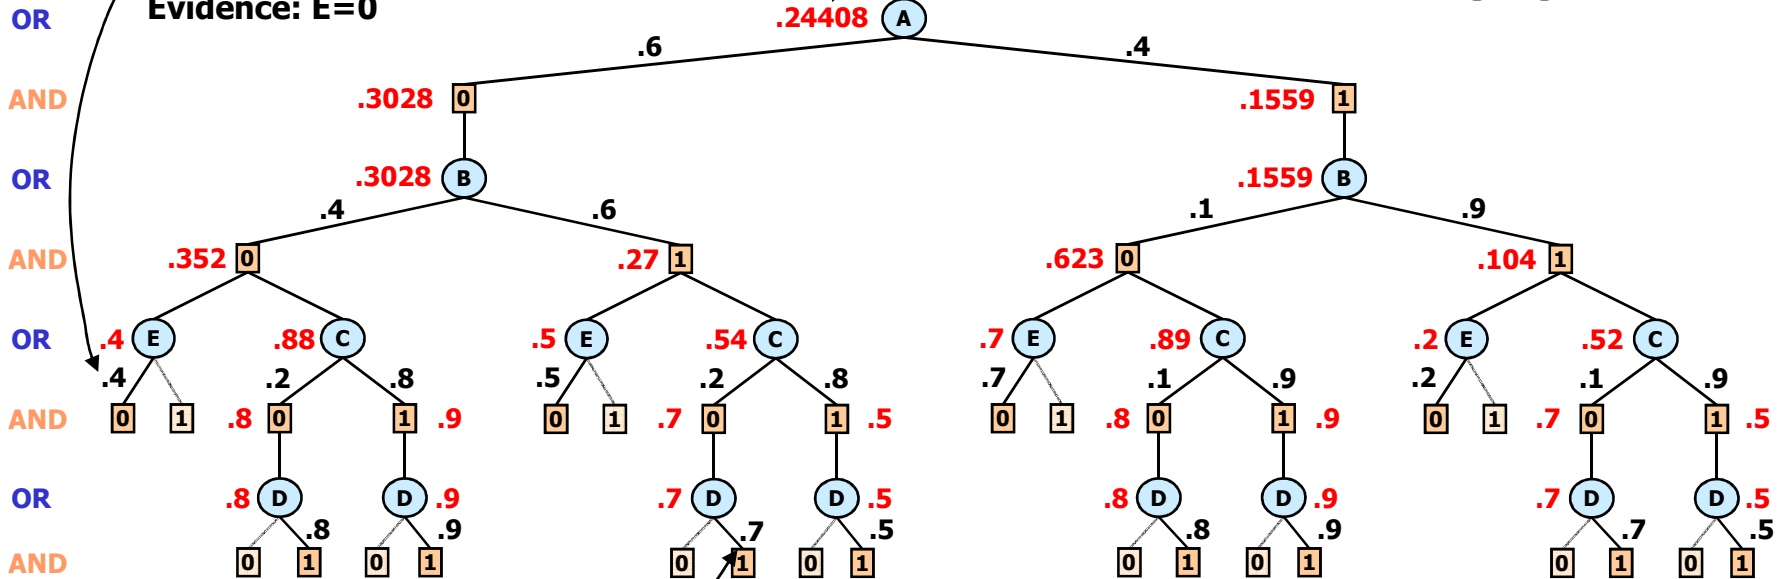 Evidence: E=0
OR .24408 A
.6 .4
AND .3028 0 .1559 1
OR .3028 B .1559 B
.4 .6 .1 .9
AND .352 0 .27 1 .623 0 .104 1
OR .4 E .88 C .5 E .54 C .7 E .89 C .2 E .52 C
.4 .2 .8 .5 .2 .8 .7 .1 .9 .2 .1 .9
AND 0 1 .8 0 1 .9 0 1 .7 0 1 .5 0 1 .8 0 1 .9 0 1 .7 0 1 .5
OR .8 D D .9 .7 D D .5 .8 D D .9 .7 D D .5
.8 .9 .7 .5 .8 .9 .7 .5
AND 0 1 0 1 0 1 0 1 0 1 0 1 0 1 0 1